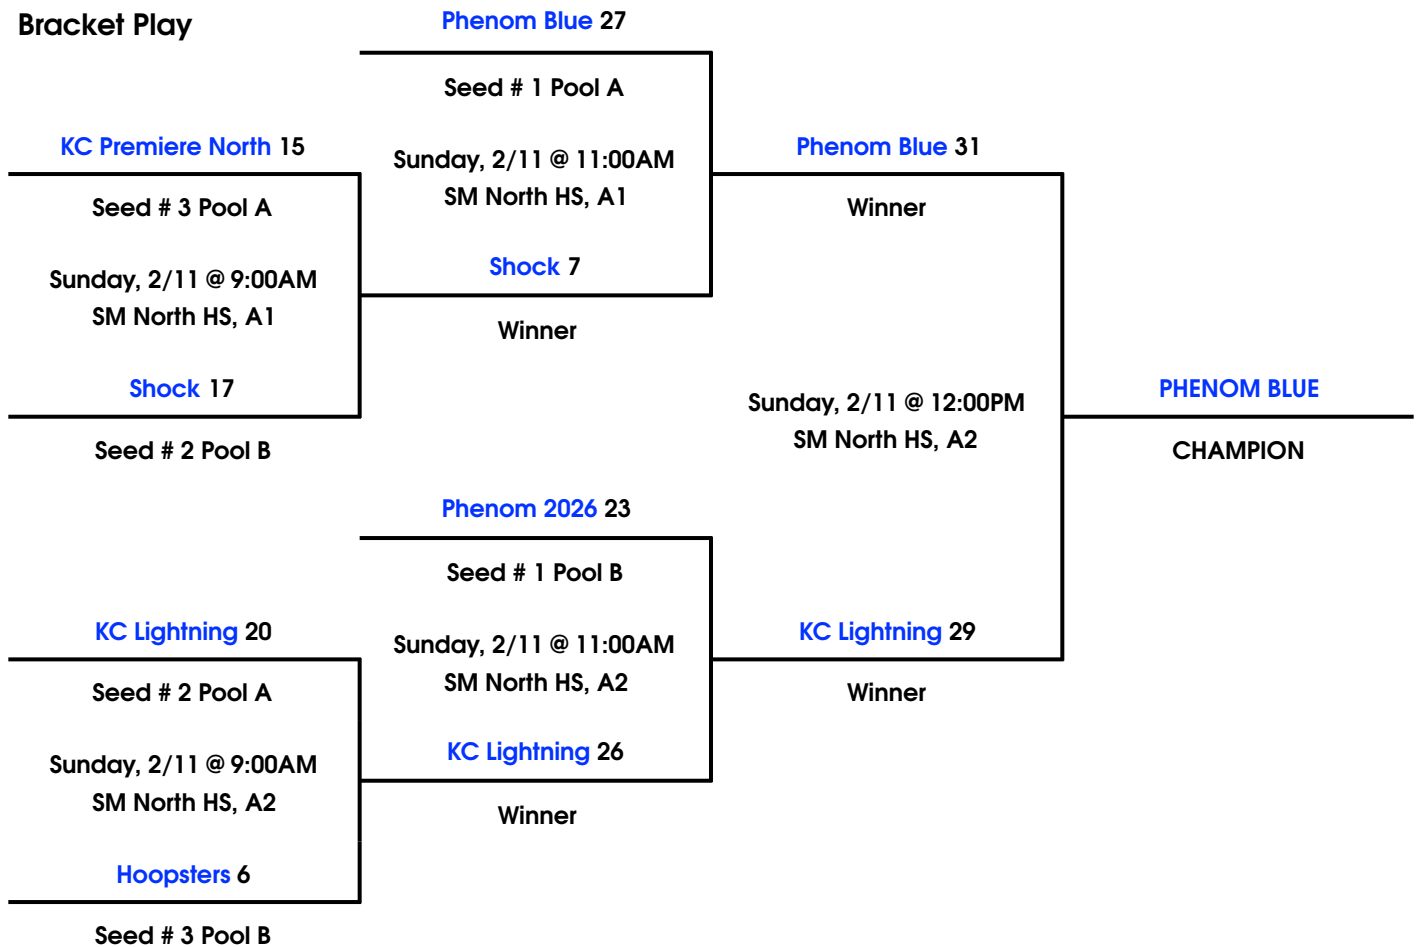 Bracket Play
Phenom Blue 27
Seed # 1 Pool A
KC Premiere North 15
Sunday, 2/11 @ 11:00AM
SM North HS, A1
Phenom Blue 31
Seed # 3 Pool A
Winner
Sunday, 2/11 @ 9:00AM
SM North HS, A1
Shock 7
Winner
Shock 17
Seed # 2 Pool B
Sunday, 2/11 @ 12:00PM
SM North HS, A2
PHENOM BLUE
CHAMPION
Phenom 2026 23
Seed # 1 Pool B
KC Lightning 20
Sunday, 2/11 @ 11:00AM
SM North HS, A2
KC Lightning 29
Seed # 2 Pool A
Winner
Sunday, 2/11 @ 9:00AM
SM North HS, A2
KC Lightning 26
Winner
Hoopsters 6
Seed # 3 Pool B